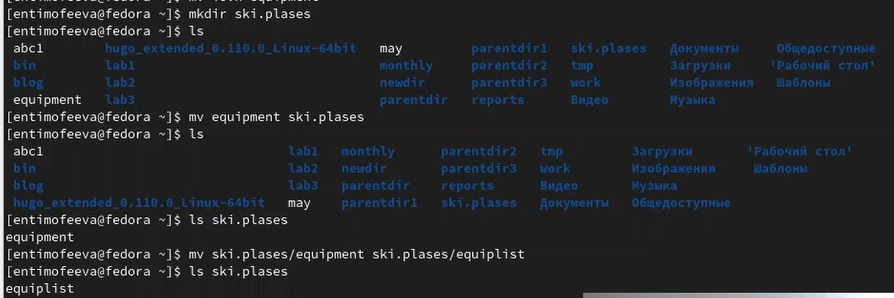 [entimofeeva@fedora ~]$ mkdir ski.plases
[entimofeeva@fedora ~]$ ls
abc1 hugo_extended_0.110.0_Linux-64bit may parentdir1 ski.plases Документы Общедоступные
bin lab1 monthly parentdir2 tmp Загрузки 'Рабочий стол'
blog lab2 newdir parentdir3 work Изображения Шаблоны
equipment lab3 parentdir reports Видео Музыка
[entimofeeva@fedora ~]$ mv equipment ski.plases
[entimofeeva@fedora ~]$ ls
abc1 lab1 monthly parentdir2 tmp Загрузки 'Рабочий стол'
bin lab2 newdir parentdir3 work Изображения Шаблоны
blog lab3 parentdir reports Видео Музыка
hugo_extended_0.110.0_Linux-64bit may parentdir1 ski.plases Документы Общедоступные
[entimofeeva@fedora ~]$ ls ski.plases
equipment
[entimofeeva@fedora ~]$ mv ski.plases/equipment ski.plases/equiplist
[entimofeeva@fedora ~]$ ls ski.plases
equiplist